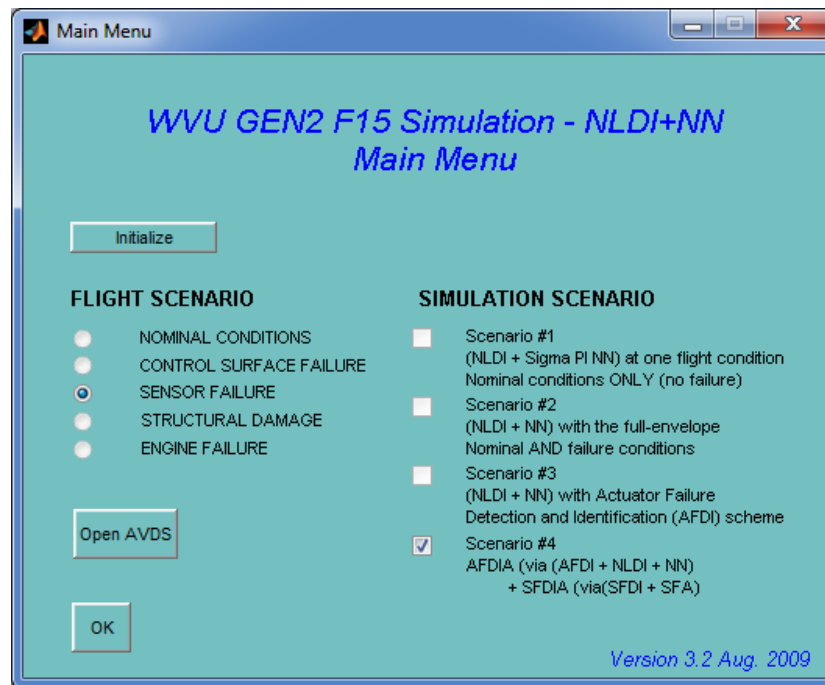 Main Menu
WVU GEN2 F15 Simulation - NLDI+NN
Main Menu
Initialize
FLIGHT SCENARIO
NOMINAL CONDITIONS
CONTROL SURFACE FAILURE
SENSOR FAILURE
STRUCTURAL DAMAGE
ENGINE FAILURE
Open AVDS
OK
SIMULATION SCENARIO
Scenario #1
(NLDI + Sigma PI NN) at one flight condition
Nominal conditions ONLY (no failure)
Scenario #2
(NLDI + NN) with the full-envelope
Nominal AND failure conditions
Scenario #3
(NLDI + NN) with Actuator Failure
Detection and Identification (AFDI) scheme
Scenario #4
AFDIA (via (AFDI + NLDI + NN)
+ SFDIA (via(SFDI + SFA)
Version 3.2 Aug. 2009